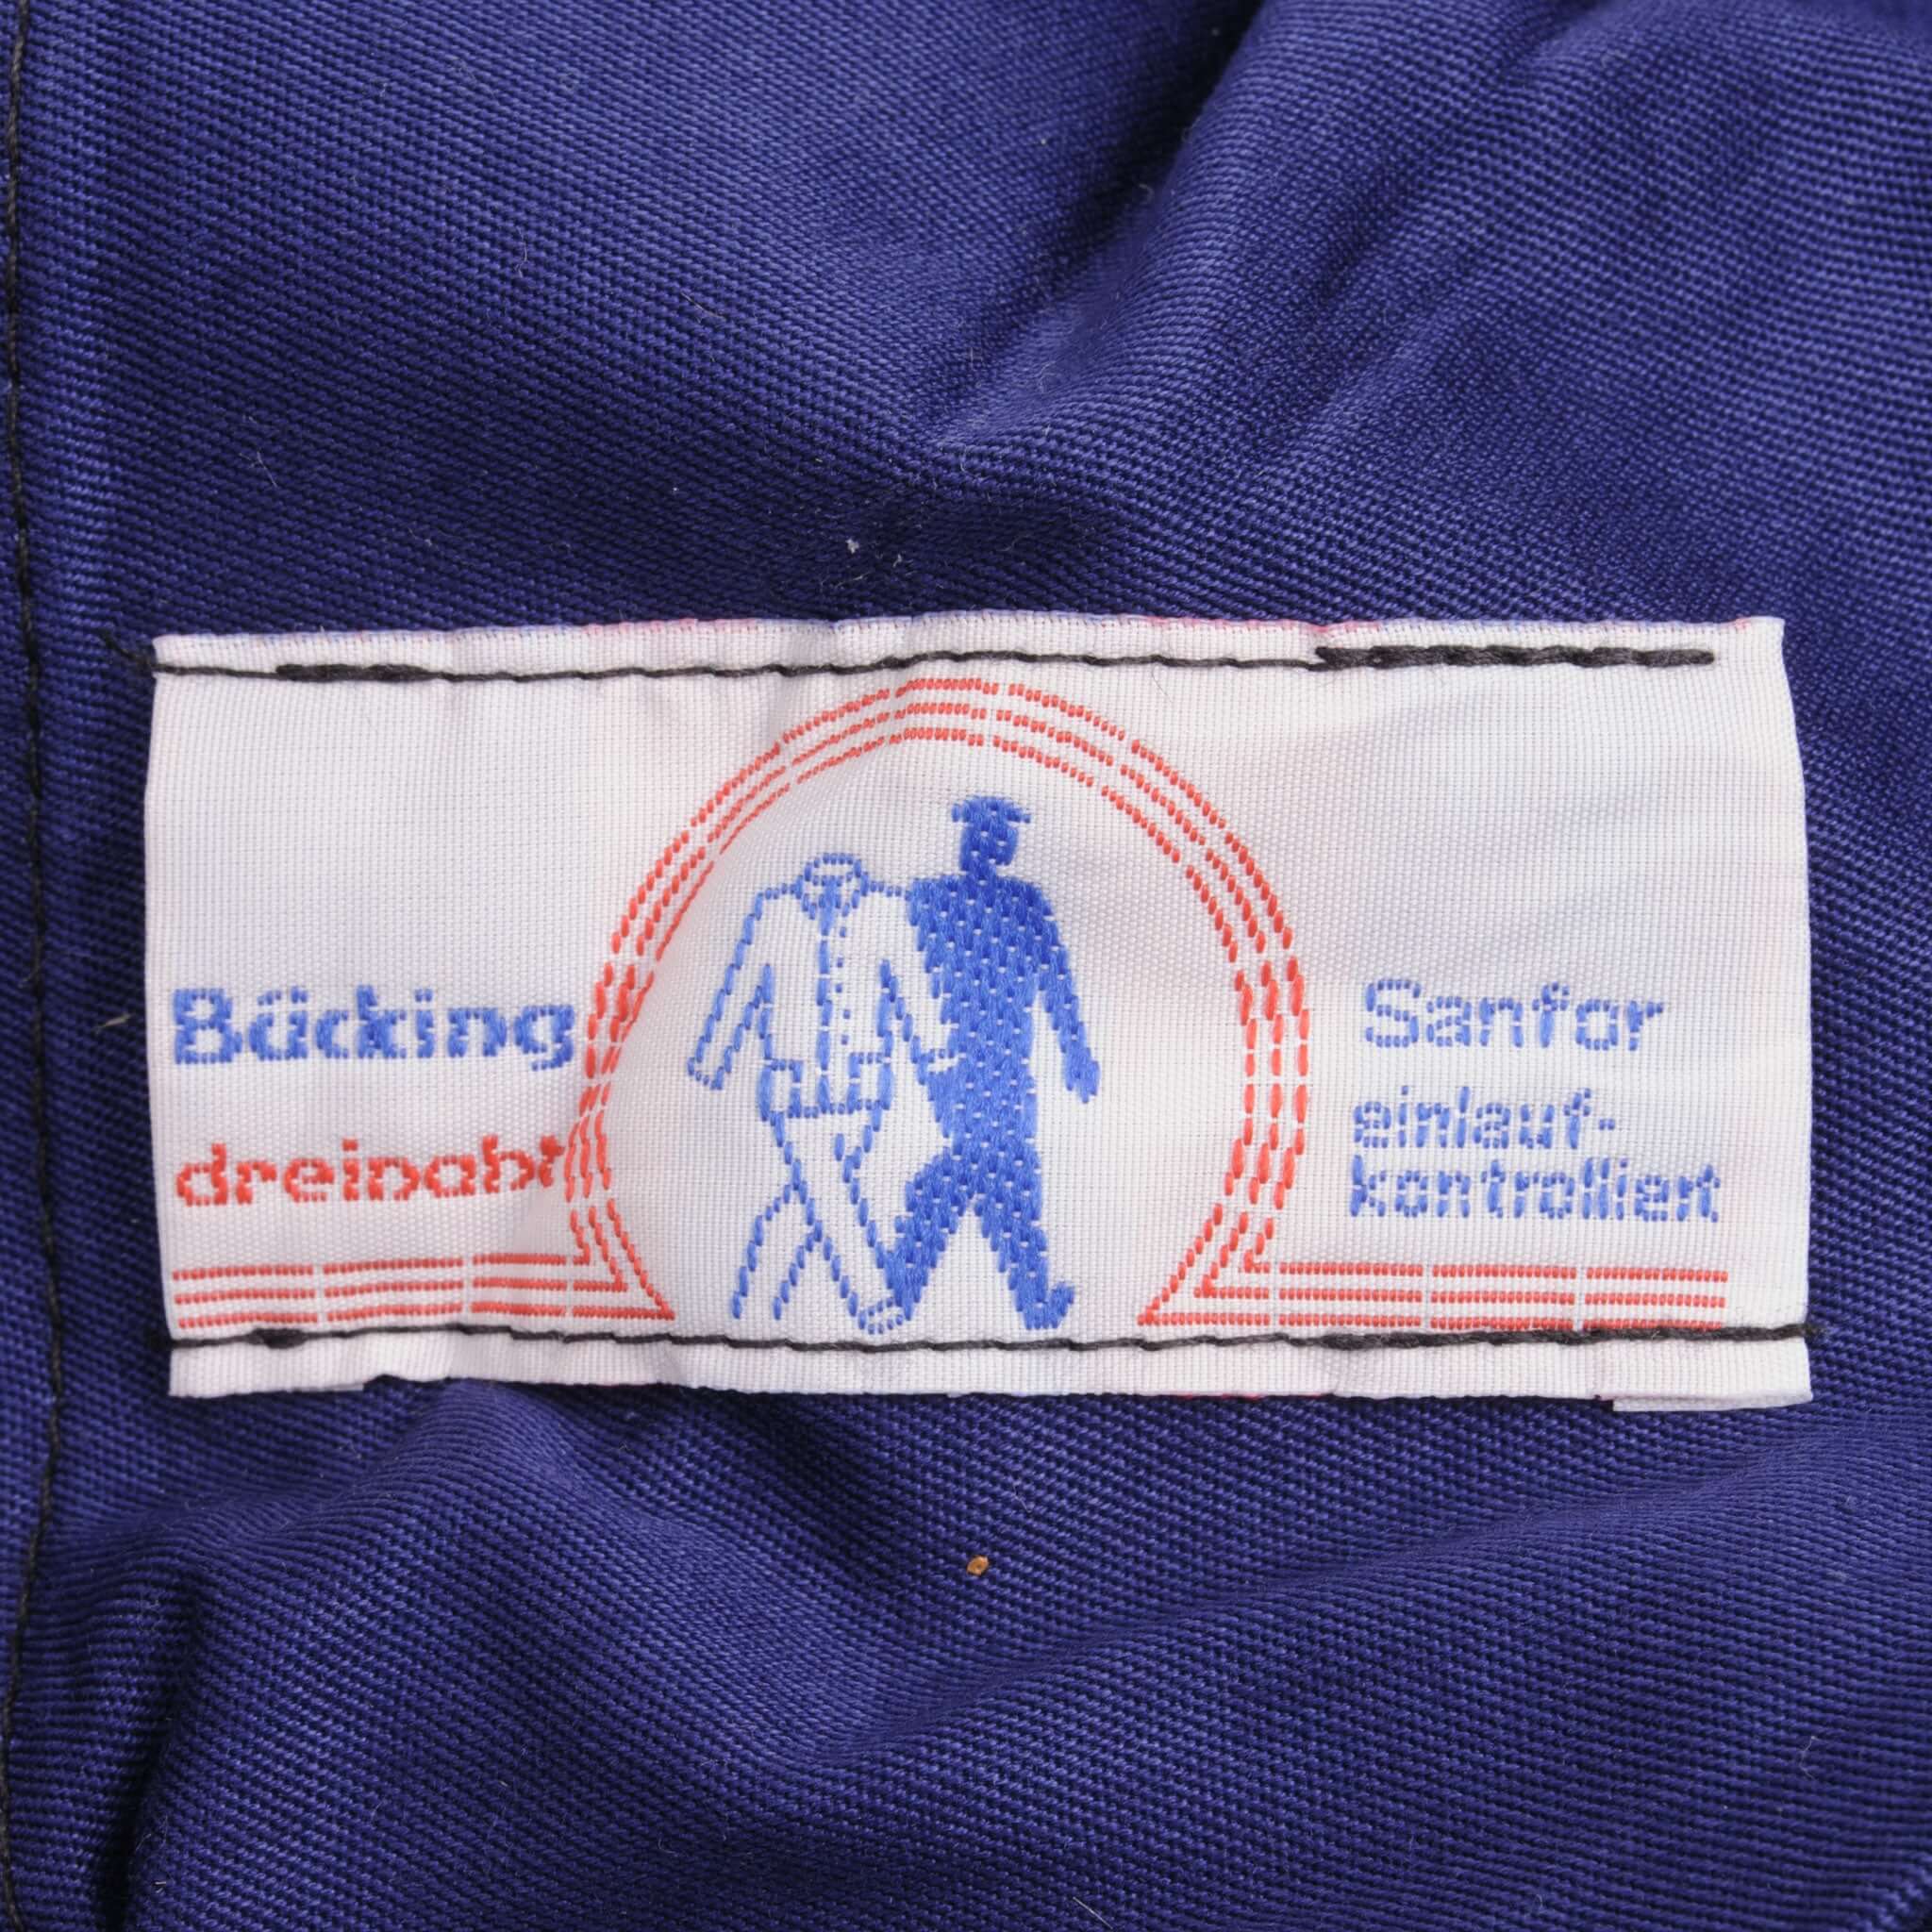 Bücking
dreinaht
Sanfor
einlauf-
kontrolliert